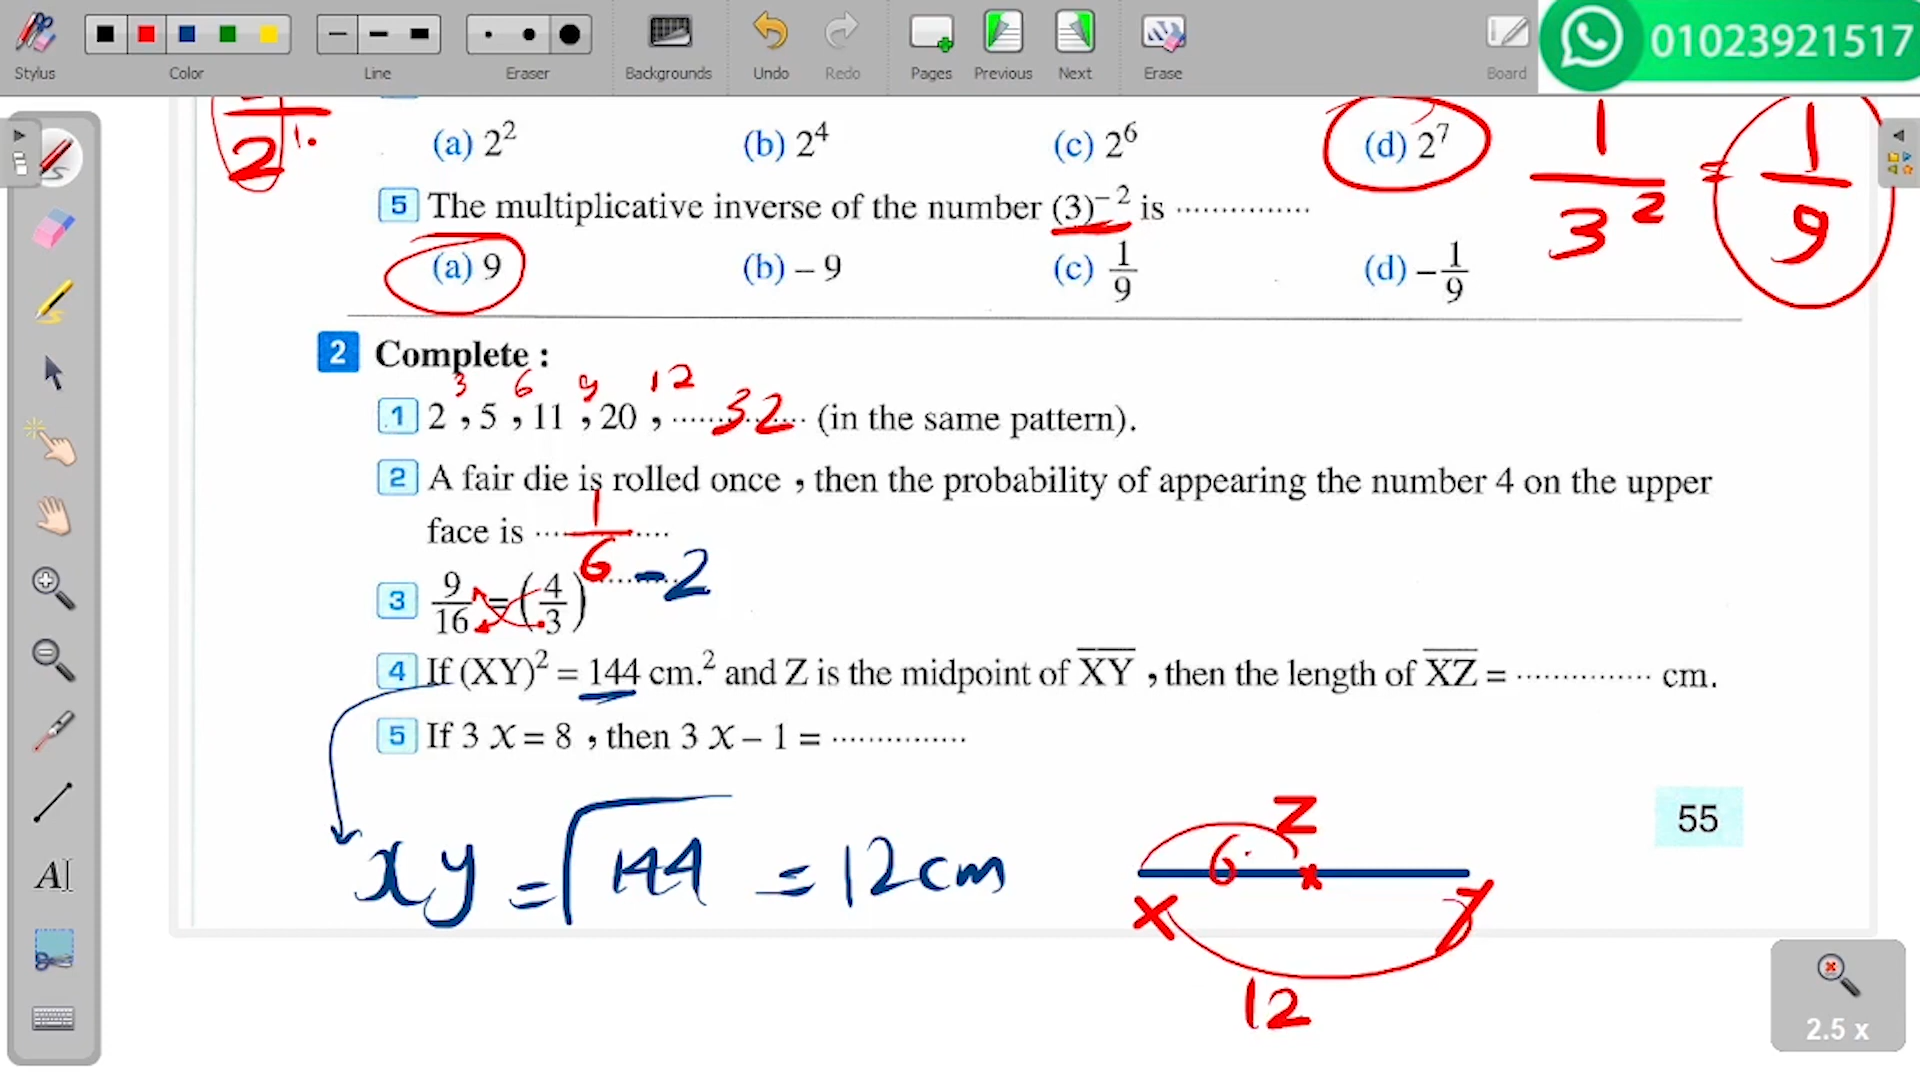 Stylus Color Line Eraser Backgrounds Undo Redo Pages Previous Next Erase Board 01023921517
2 1.
(a) 2² (b) 2⁴ (c) 2⁶ (d) 2⁷
1/3² = 1/9
5 The multiplicative inverse of the number (3)⁻² is ...............
(a) 9 (b) – 9 (c) 1/9 (d) – 1/9
2 Complete :
3 6 9 12
1 2 , 5 , 11 , 20 , ...... 32 ...... (in the same pattern).
2 A fair die is rolled once , then the probability of appearing the number 4 on the upper
face is ...... 1/6 ......
3 9/16 = (4/3) ...... -2
4 If (XY)² = 144 cm.² and Z is the midpoint of XY , then the length of XZ = ............... cm.
5 If 3 X = 8 , then 3 X – 1 = ...............
55
xy = √144 = 12 cm
Z
6
X y
12
A
2.5 x